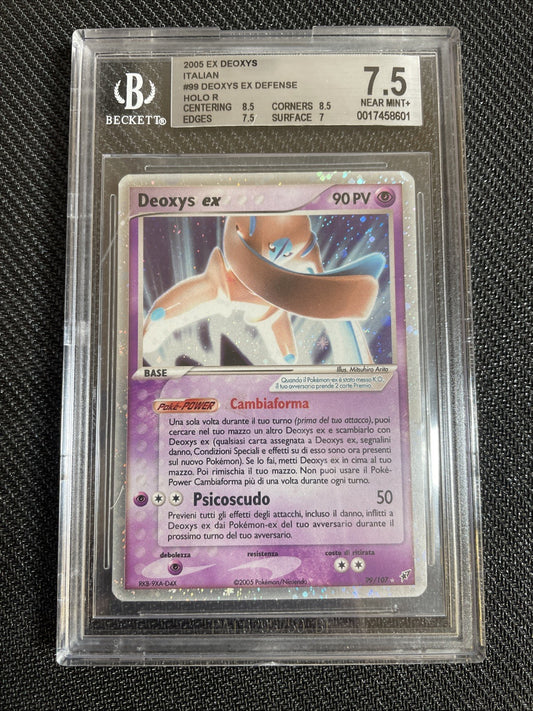 2005 EX DEOXYS
ITALIAN
#99 DEOXYS EX DEFENSE
HOLO R
CENTERING 8.5 CORNERS 8.5
EDGES 7.5 SURFACE 7
7.5
NEAR MINT+
0017458601
B
BECKETT®
Deoxys ex
90 PV
BASE
Illus. Mitsuhiro Arita
Quando il Pokémon-ex è stato messo K.O.
il tuo avversario prende 2 carte Premio.
Poké-POWER Cambiaforma
Una sola volta durante il tuo turno (prima del tuo attacco), puoi
cercare nel tuo mazzo un altro Deoxys ex e scambiarlo con
Deoxys ex (qualsiasi carta assegnata a Deoxys ex, segnalini
danno, Condizioni Speciali e effetti su di esso sono ora presenti
sul nuovo Pokémon). Se lo fai, metti Deoxys ex in cima al tuo
mazzo. Poi rimischia il tuo mazzo. Non puoi usare il Poké-
Power Cambiaforma più di una volta durante ogni turno.
Psicoscudo 50
Previeni tutti gli effetti degli attacchi, incluso il danno, inflitti a
Deoxys ex dai Pokémon-ex del tuo avversario durante il
prossimo turno del tuo avversario.
debolezza resistenza costo di ritirata
RKB-9XA-D4X
©2005 Pokémon/Nintendo
99/107